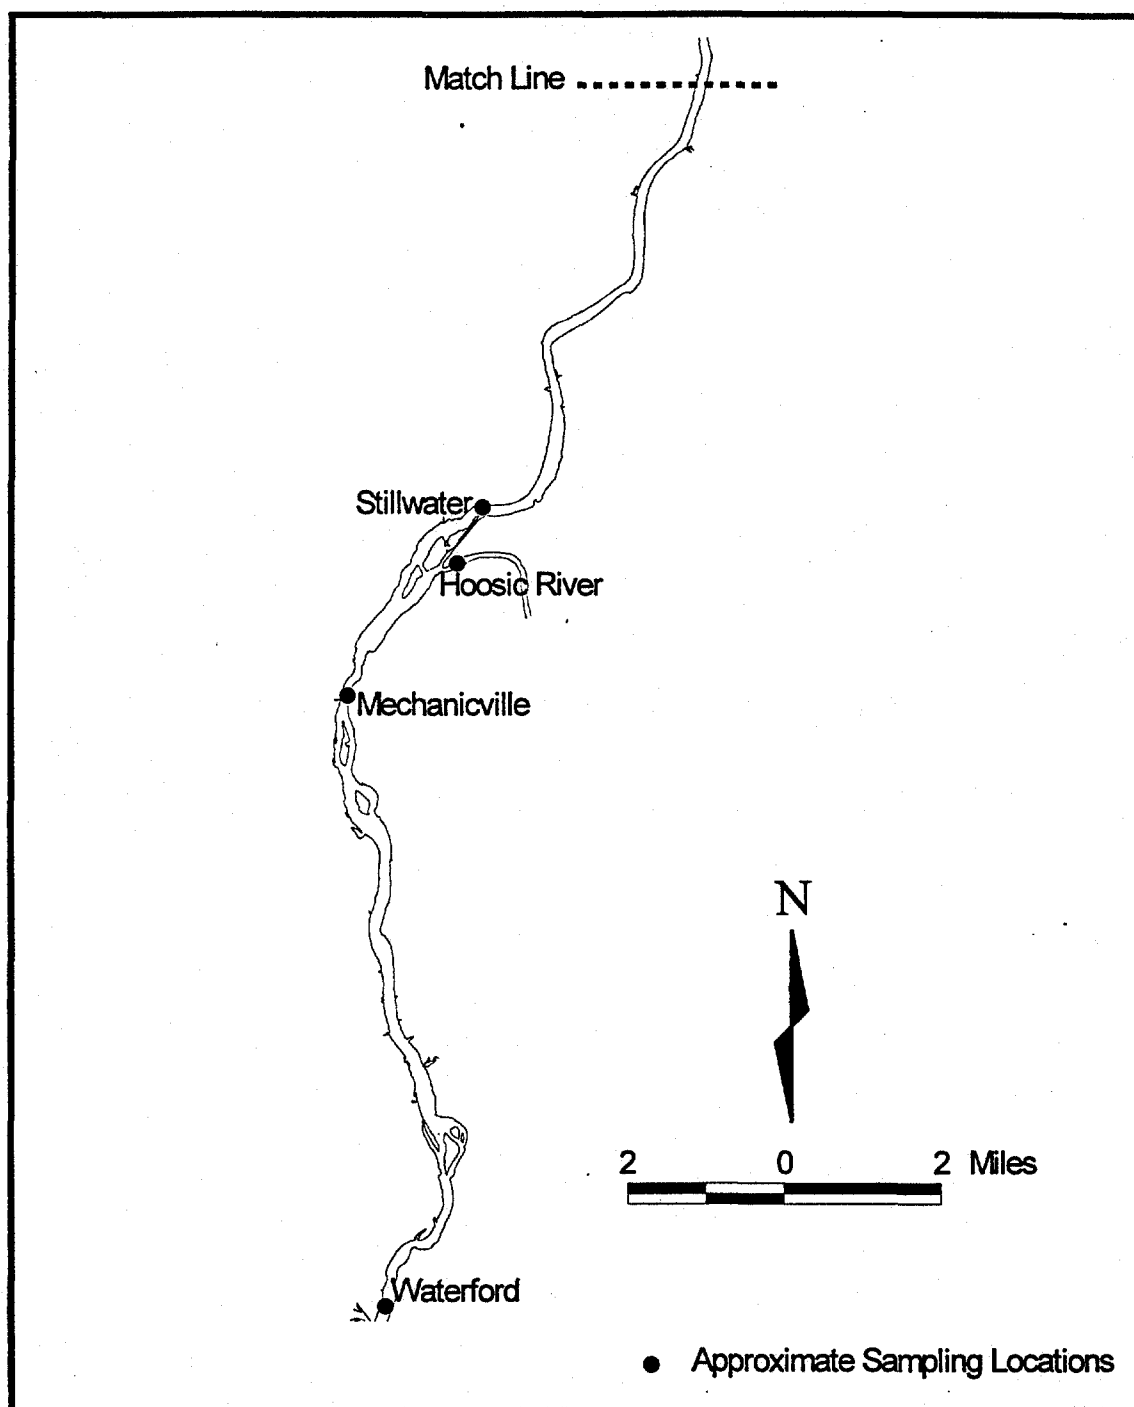 Match Line
Stillwater
Hoosic River
Mechanicville
N
2 0 2 Miles
Waterford
Approximate Sampling Locations